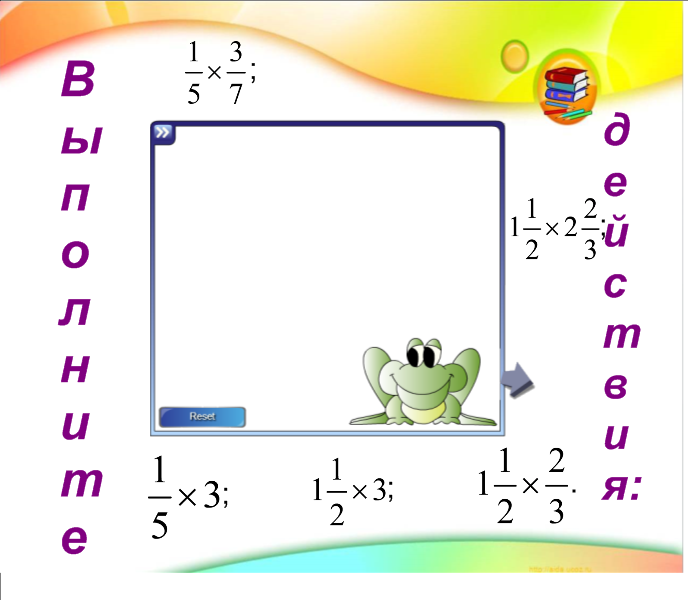 Выполните
действия:
1/5 × 3/7;
1 1/2 × 2 2/3;
Reset
1/5 × 3;
1 1/2 × 3;
1 1/2 × 2/3.